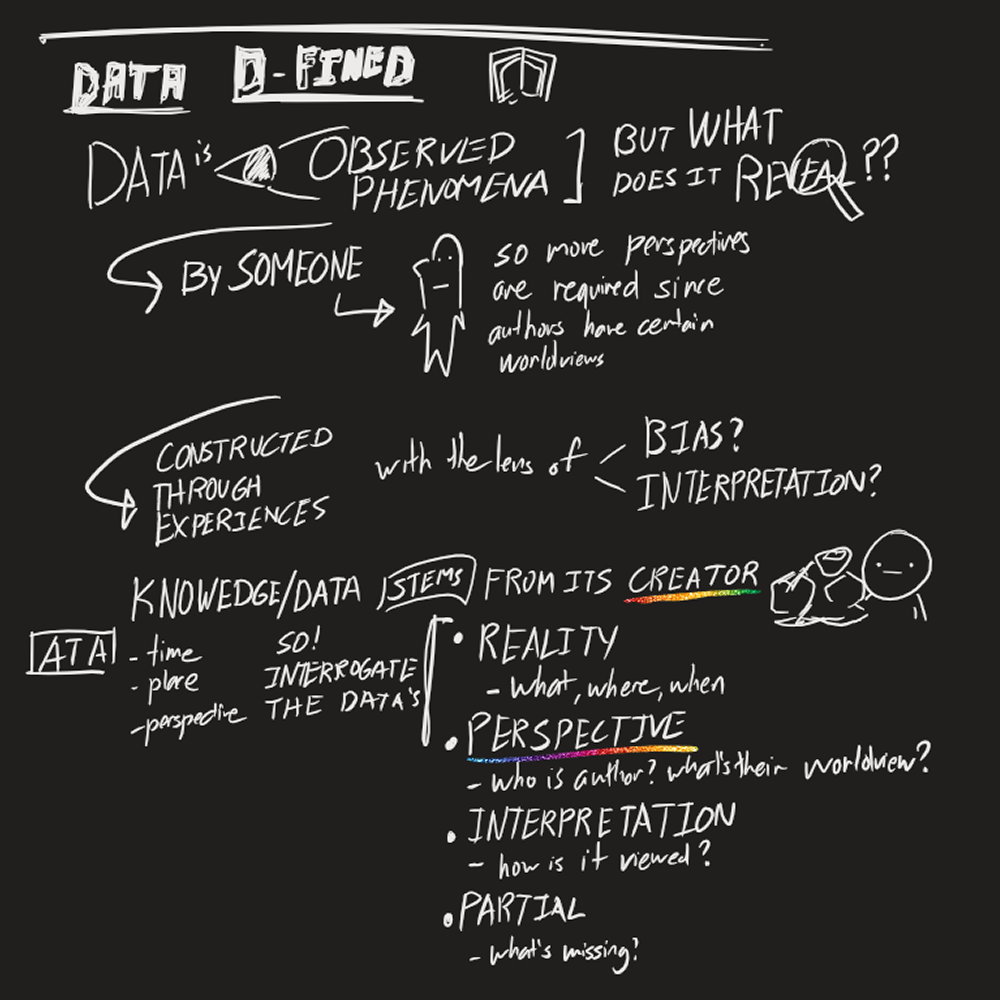 DATA D-FINED
DATA is OBSERVED
PHENOMENA
BUT WHAT
DOES IT REVEAL ??
BY SOMEONE
so more perspectives
are required since
authors have certain
worldviews
CONSTRUCTED
THROUGH
EXPERIENCES
with the lens of
BIAS?
INTERPRETATION?
KNOWEDGE/DATA STEMS FROM ITS CREATOR
ATA
- time
- place
- perspective
SO!
INTERROGATE
THE DATA'S
• REALITY
- what, where, when
• PERSPECTIVE
- who is author? what's their worldview?
• INTERPRETATION
- how is it viewed?
• PARTIAL
- what's missing?